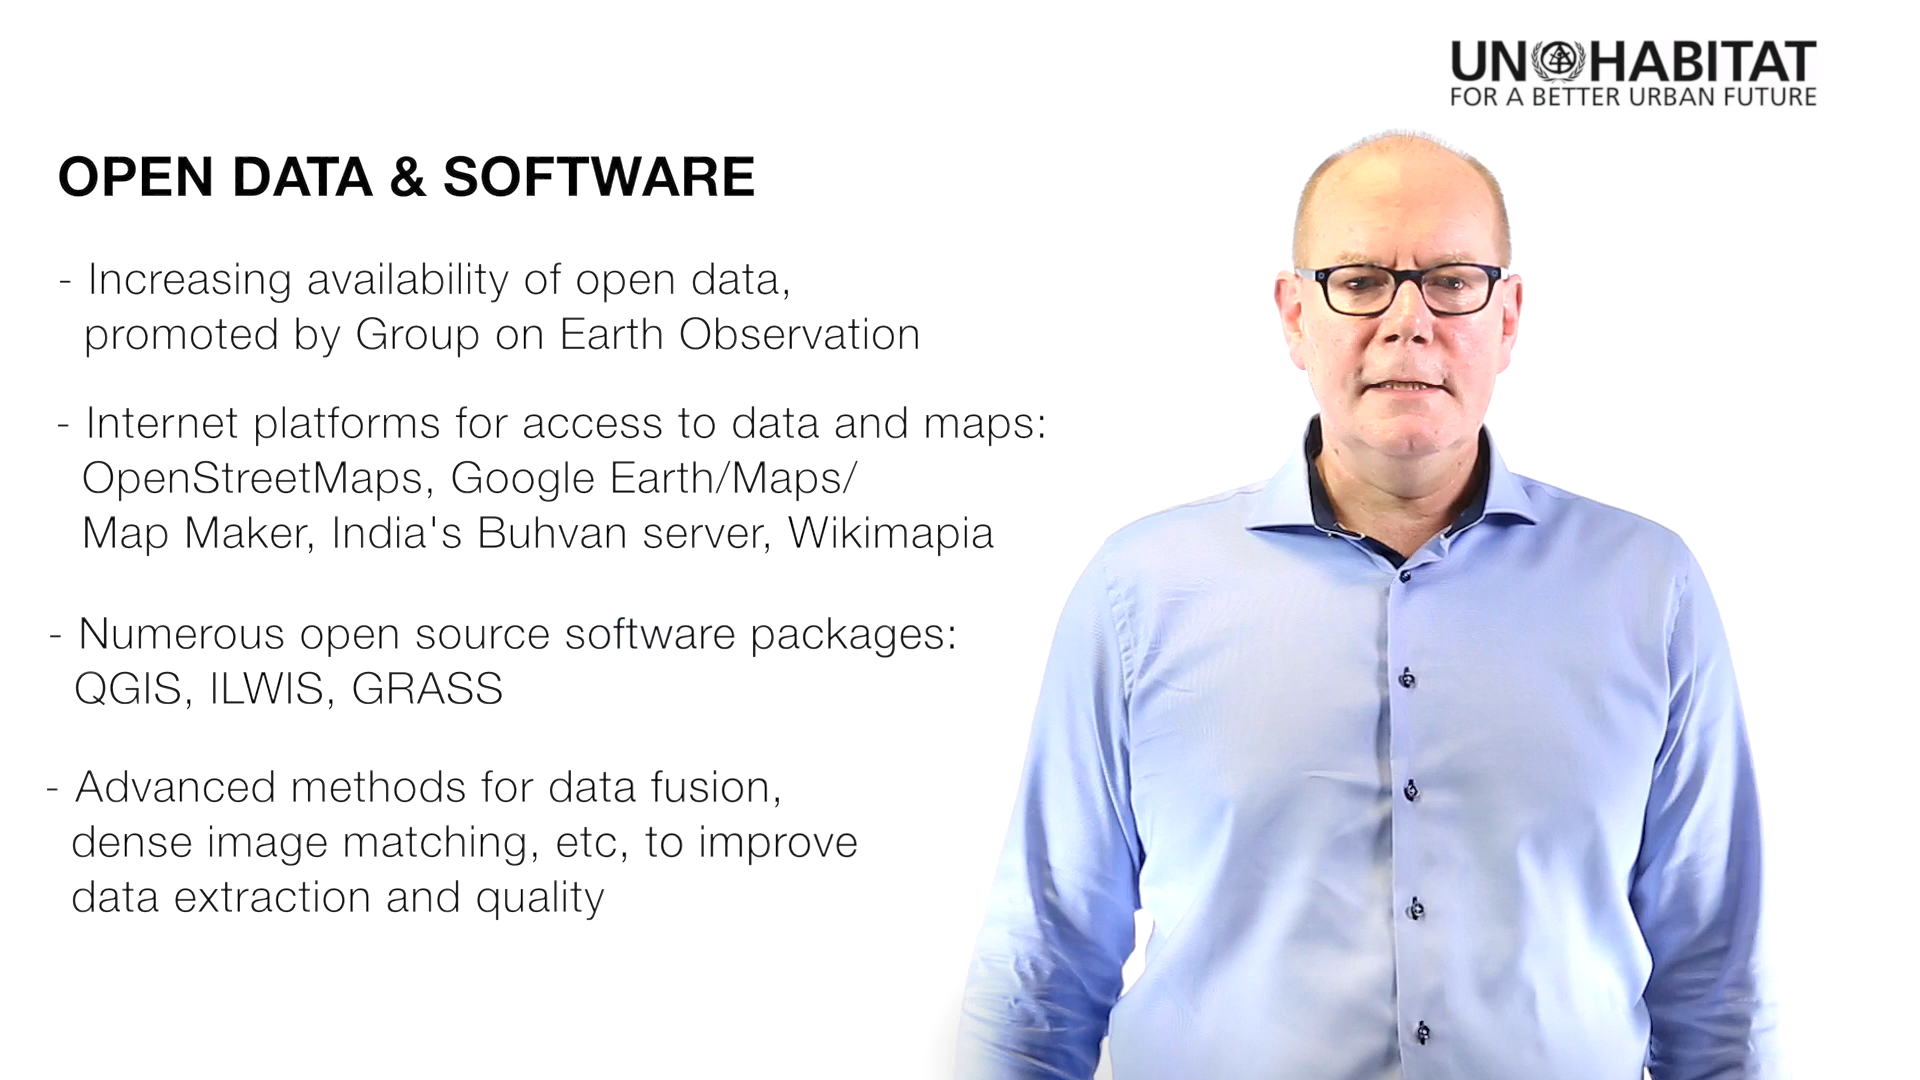 UN HABITAT
FOR A BETTER URBAN FUTURE
OPEN DATA & SOFTWARE
- Increasing availability of open data,
promoted by Group on Earth Observation
- Internet platforms for access to data and maps:
OpenStreetMaps, Google Earth/Maps/
Map Maker, India's Buhvan server, Wikimapia
- Numerous open source software packages:
QGIS, ILWIS, GRASS
- Advanced methods for data fusion,
dense image matching, etc, to improve
data extraction and quality